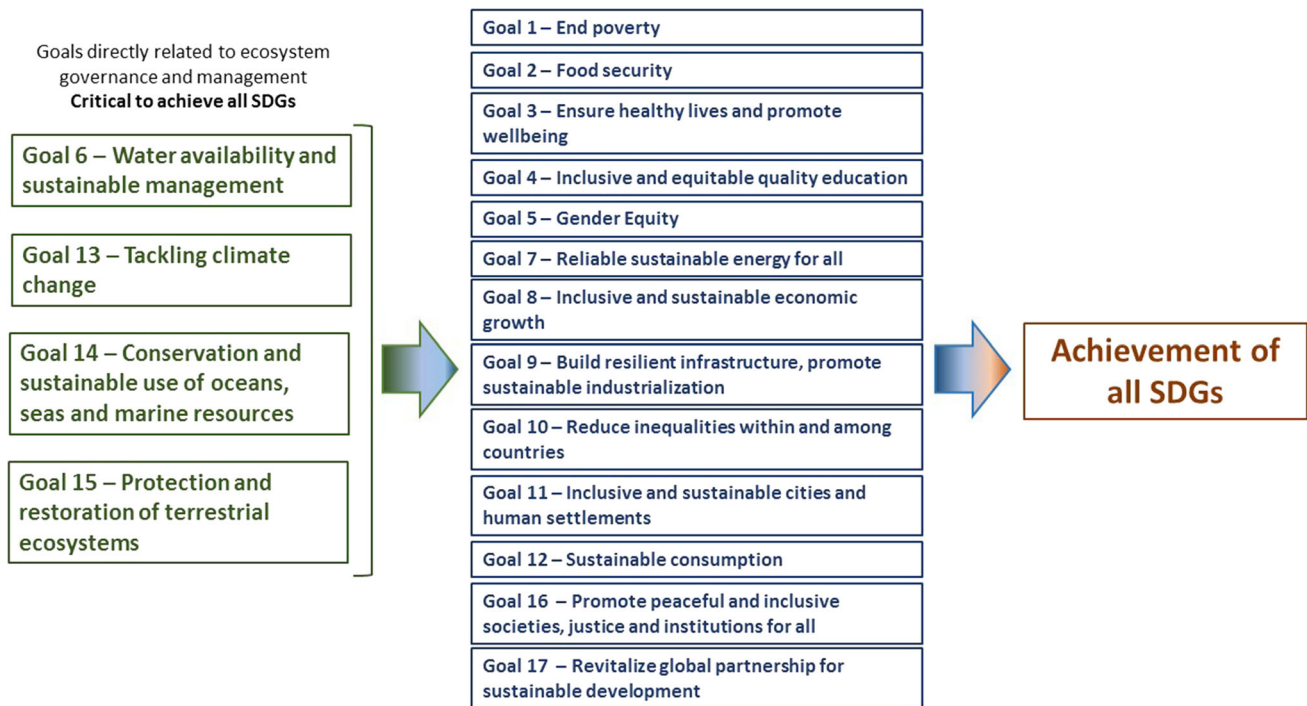 Goals directly related to ecosystem
governance and management
Critical to achieve all SDGs
Goal 6 – Water availability and
sustainable management
Goal 13 – Tackling climate
change
Goal 14 – Conservation and
sustainable use of oceans,
seas and marine resources
Goal 15 – Protection and
restoration of terrestrial
ecosystems
Goal 1 – End poverty
Goal 2 – Food security
Goal 3 – Ensure healthy lives and promote
wellbeing
Goal 4 – Inclusive and equitable quality education
Goal 5 – Gender Equity
Goal 7 – Reliable sustainable energy for all
Goal 8 – Inclusive and sustainable economic
growth
Goal 9 – Build resilient infrastructure, promote
sustainable industrialization
Goal 10 – Reduce inequalities within and among
countries
Goal 11 – Inclusive and sustainable cities and
human settlements
Goal 12 – Sustainable consumption
Goal 16 – Promote peaceful and inclusive
societies, justice and institutions for all
Goal 17 – Revitalize global partnership for
sustainable development
Achievement of
all SDGs